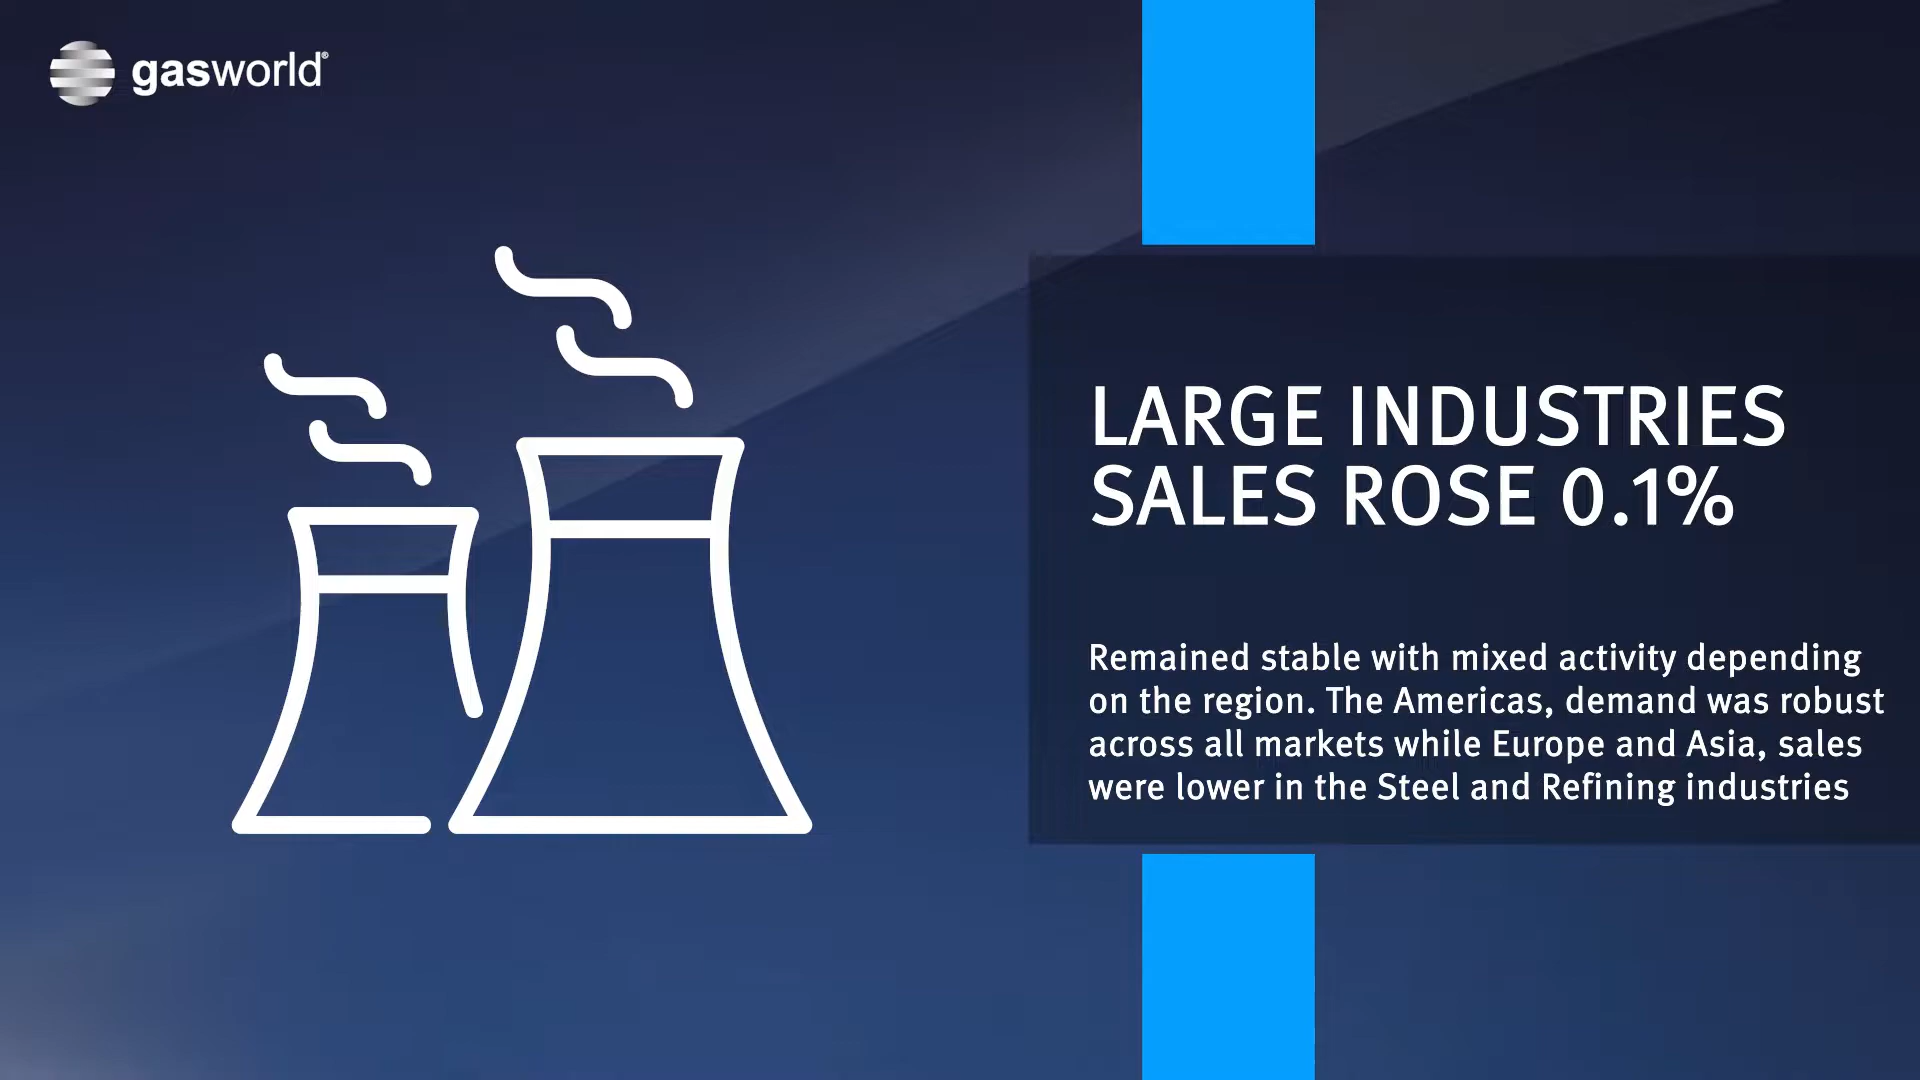 gasworld®
LARGE INDUSTRIES
SALES ROSE 0.1%
Remained stable with mixed activity depending
on the region. The Americas, demand was robust
across all markets while Europe and Asia, sales
were lower in the Steel and Refining industries